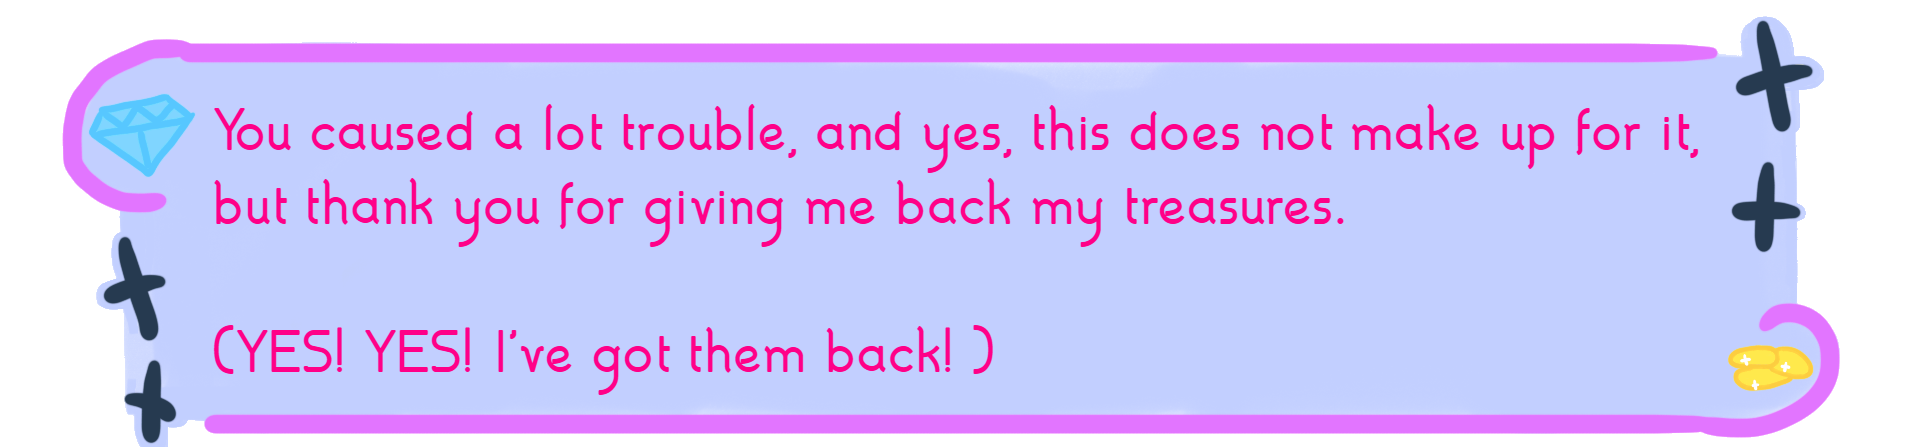 You caused a lot trouble, and yes, this does not make up for it,
but thank you for giving me back my treasures.
(YES! YES! I've got them back! )